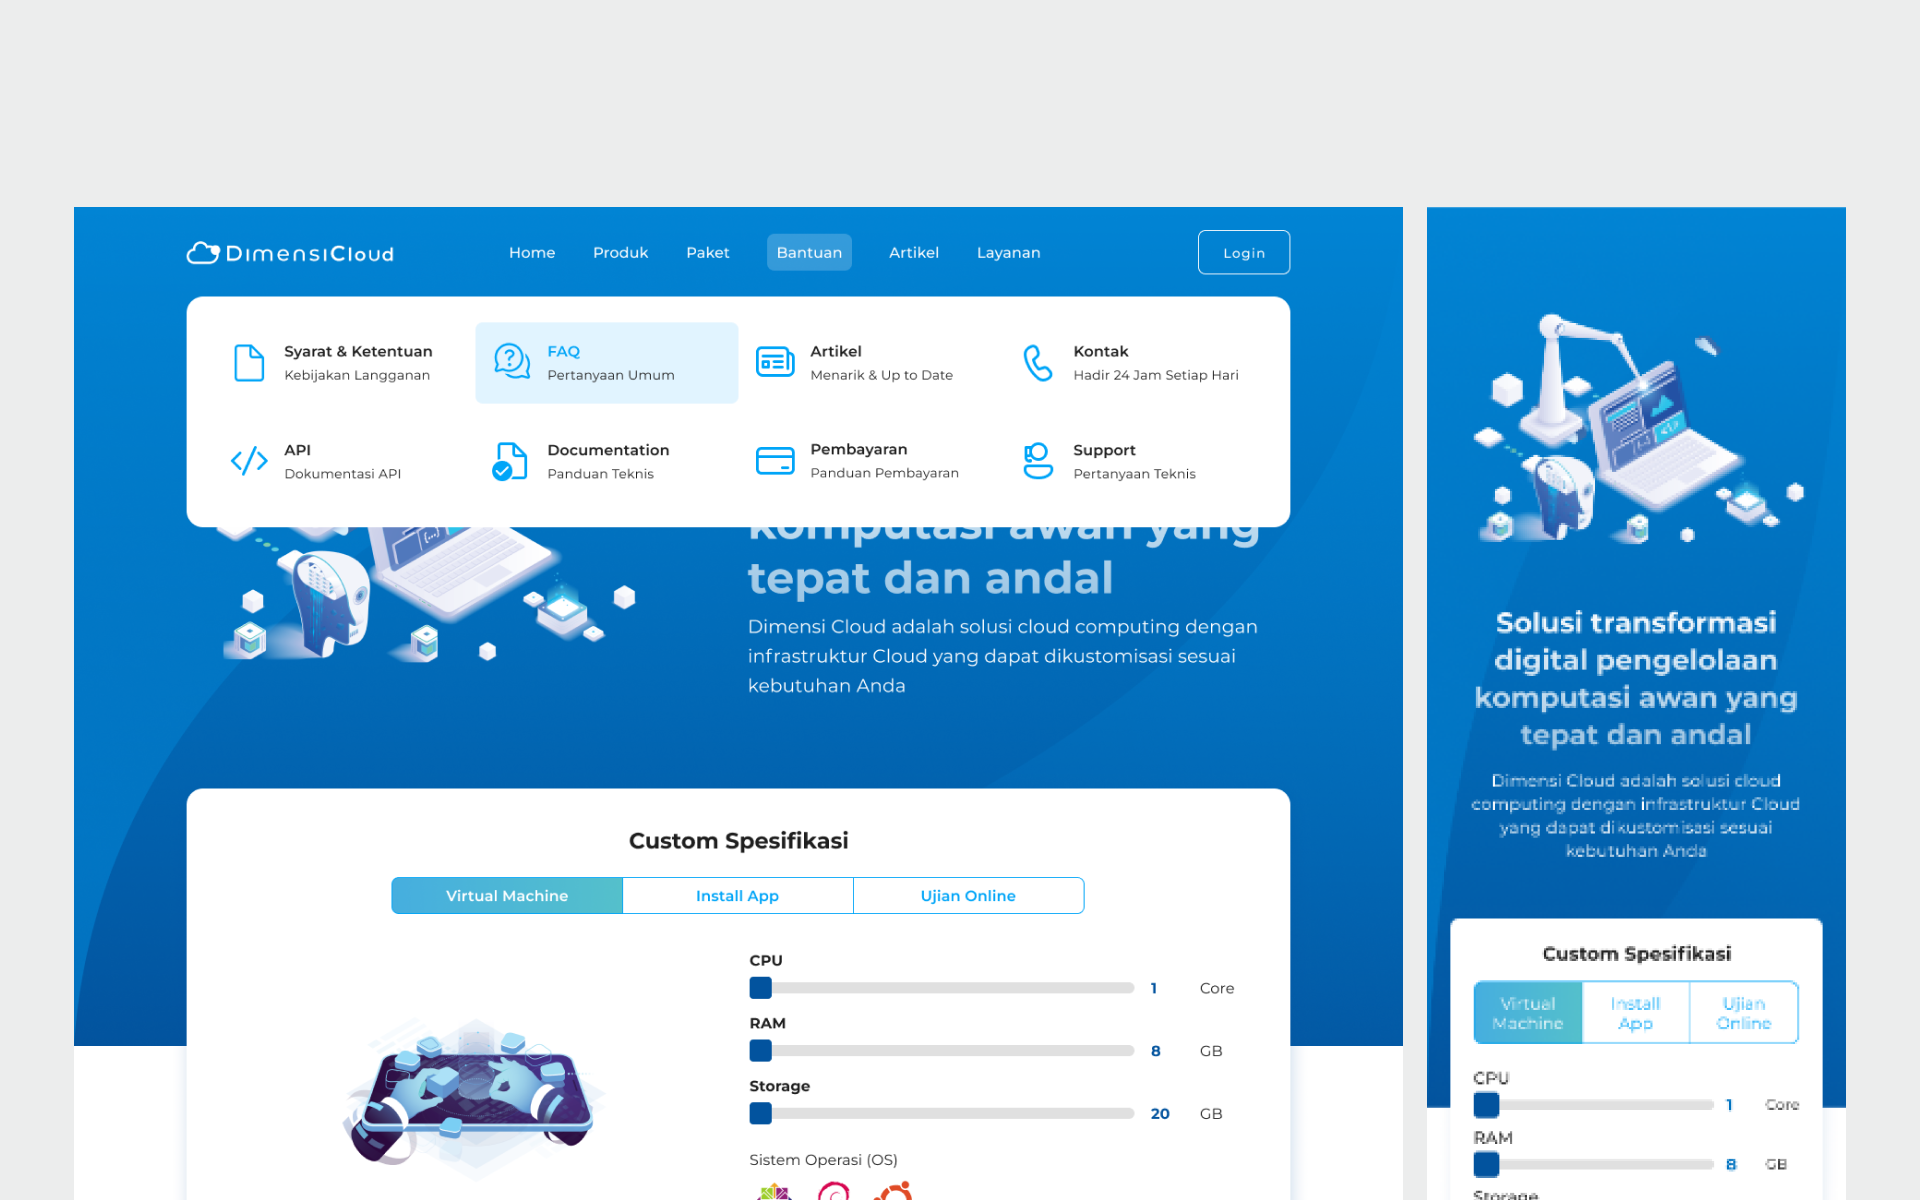 DimensiCloud
Home
Produk
Paket
Bantuan
Artikel
Layanan
Login
Syarat & Ketentuan
Kebijakan Langganan
FAQ
Pertanyaan Umum
Artikel
Menarik & Up to Date
Kontak
Hadir 24 Jam Setiap Hari
API
Dokumentasi API
Documentation
Panduan Teknis
Pembayaran
Panduan Pembayaran
Support
Pertanyaan Teknis
komputasi awan yang
tepat dan andal
Dimensi Cloud adalah solusi cloud computing dengan
infrastruktur Cloud yang dapat dikustomisasi sesuai
kebutuhan Anda
Custom Spesifikasi
Virtual Machine
Install App
Ujian Online
CPU
1 Core
RAM
8 GB
Storage
20 GB
Sistem Operasi (OS)
Solusi transformasi
digital pengelolaan
komputasi awan yang
tepat dan andal
Dimensi Cloud adalah solusi cloud
computing dengan infrastruktur Cloud
yang dapat dikustomisasi sesuai
kebutuhan Anda
Custom Spesifikasi
Virtual
Machine
Install
App
Ujian
Online
CPU
1 Core
RAM
8 GB
Storage